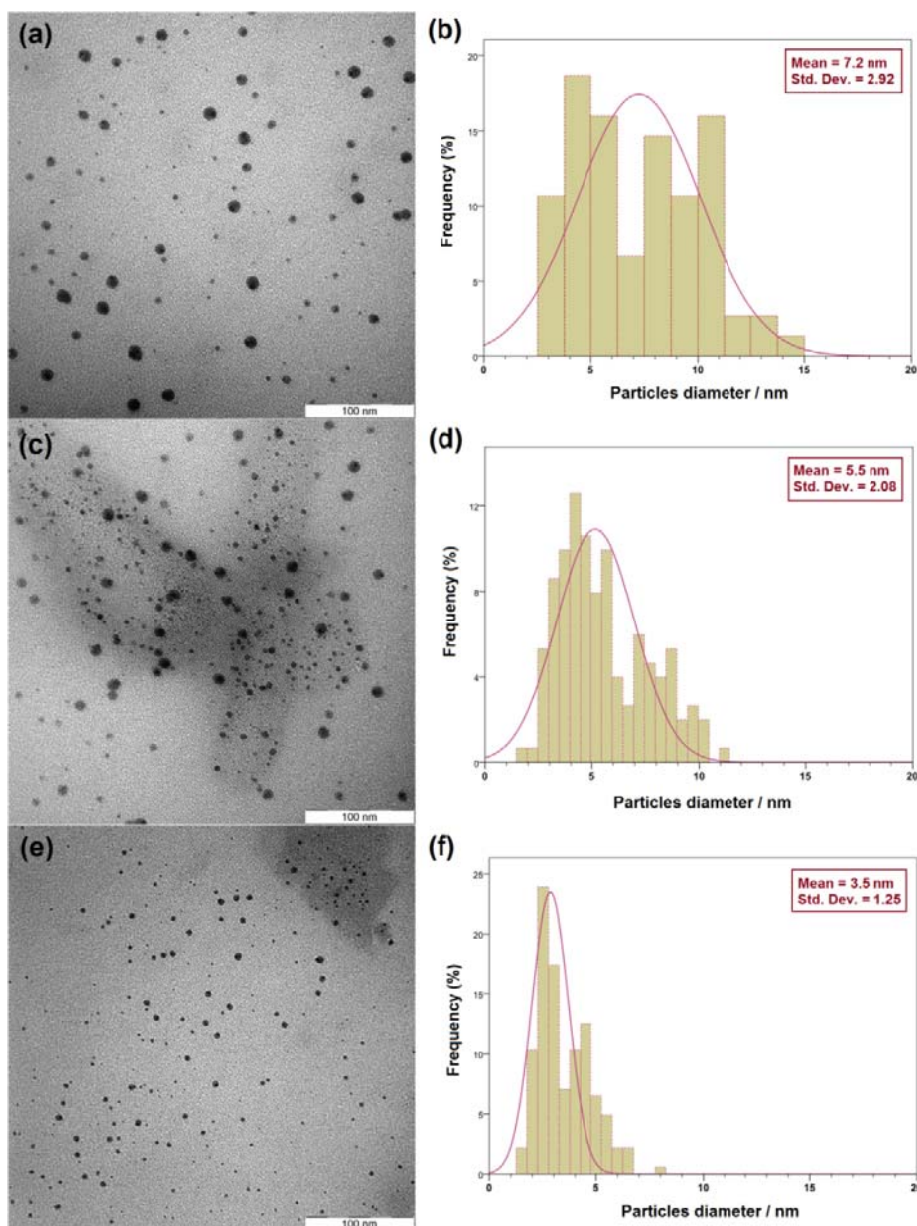 (a)
100 nm
(b)
Mean = 7.2 nm
Std. Dev. = 2.92
Frequency (%)
20
15
10
5
0
0 5 10 15 20
Particles diameter / nm
(c)
100 nm
(d)
Mean = 5.5 nm
Std. Dev. = 2.08
Frequency (%)
12
8
4
0
0 5 10 15 20
Particles diameter / nm
(e)
100 nm
(f)
Mean = 3.5 nm
Std. Dev. = 1.25
Frequency (%)
25
20
15
10
5
0
0 5 10 15 20
Particles diameter / nm